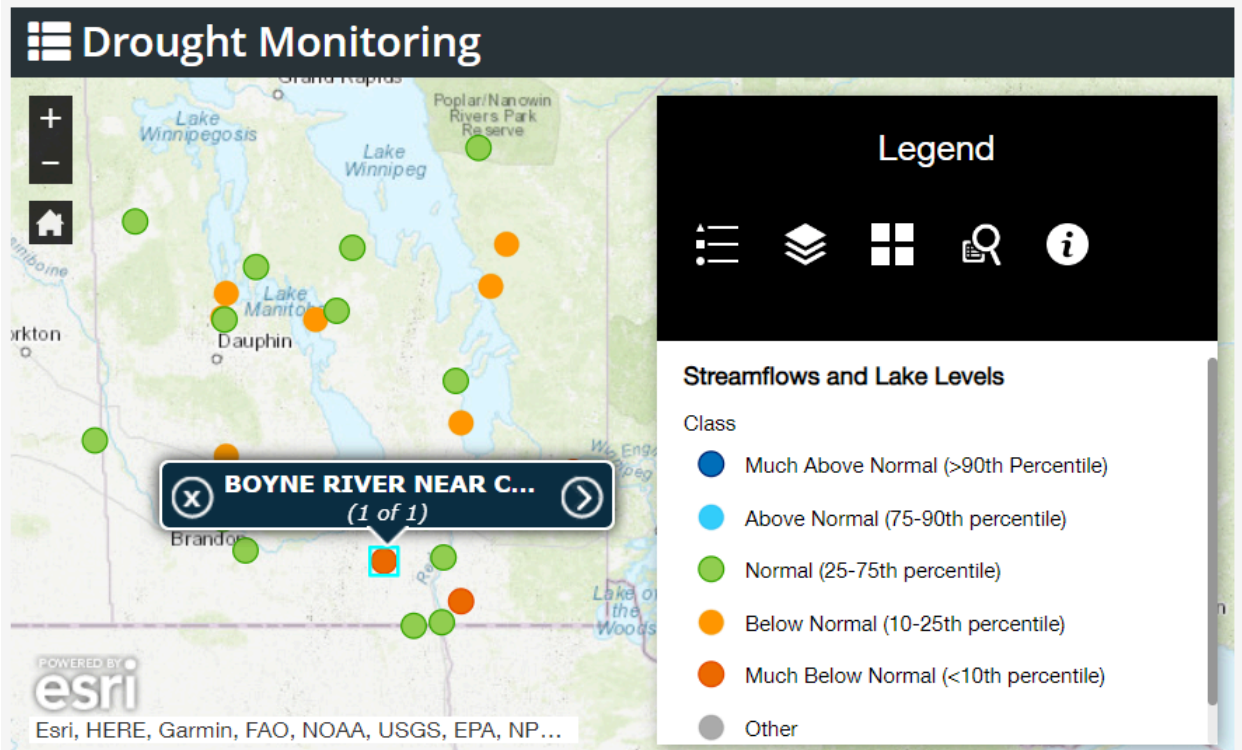 Drought Monitoring
Grand Rapids
Poplar/Nanowin
Rivers Park
Reserve
Lake
Winnipegosis
Lake
Winnipeg
+
−
Lake
Manitoba
Dauphin
BOYNE RIVER NEAR C...
(1 of 1)
Brandon
Red
Lake of
the
Woods
POWERED BY
esri
Esri, HERE, Garmin, FAO, NOAA, USGS, EPA, NP...
Legend
Streamflows and Lake Levels
Class
Much Above Normal (>90th Percentile)
Above Normal (75-90th percentile)
Normal (25-75th percentile)
Below Normal (10-25th percentile)
Much Below Normal (<10th percentile)
Other